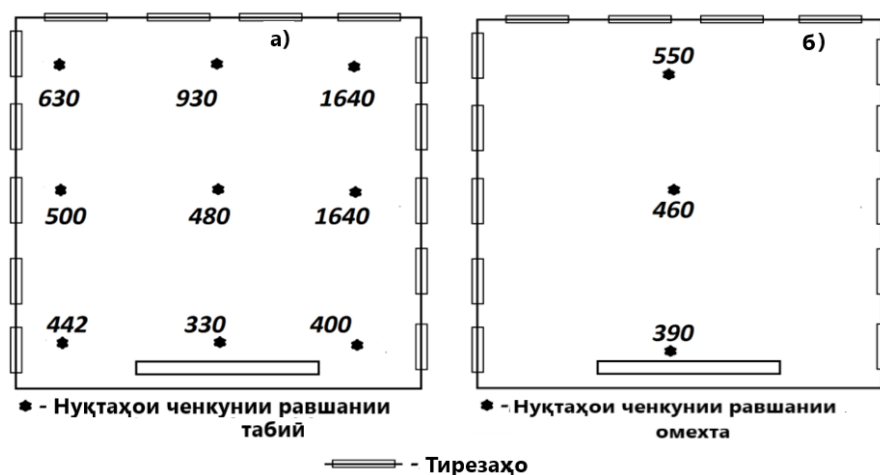 а)
630 930 1640
500 480 1640
442 330 400
- Нуқтаҳои ченкунии равшании
табиӣ
б)
550
460
390
- Нуқтаҳои ченкунии равшании
омехта
- Тирезаҳо